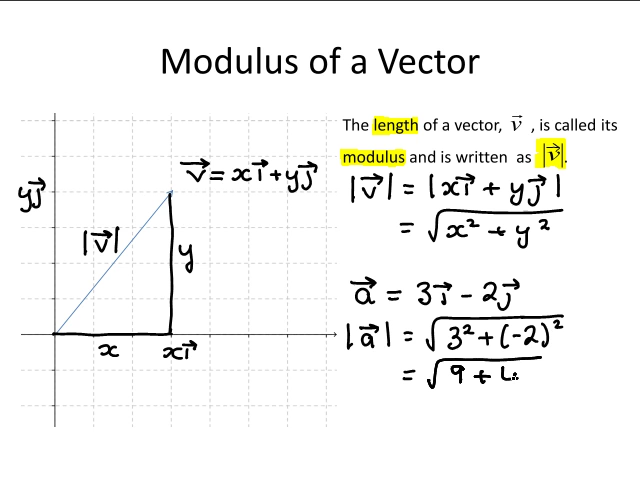 Modulus of a Vector
The length of a vector, v⃗ , is called its
modulus and is written as |v⃗|.
v⃗ = xi⃗ + yj⃗
yj⃗
|v⃗|
y
x
xi⃗
|v⃗| = |xi⃗ + yj⃗|
= √(x² + y²)
a⃗ = 3i⃗ - 2j⃗
|a⃗| = √(3² + (-2)²)
= √(9 + 4